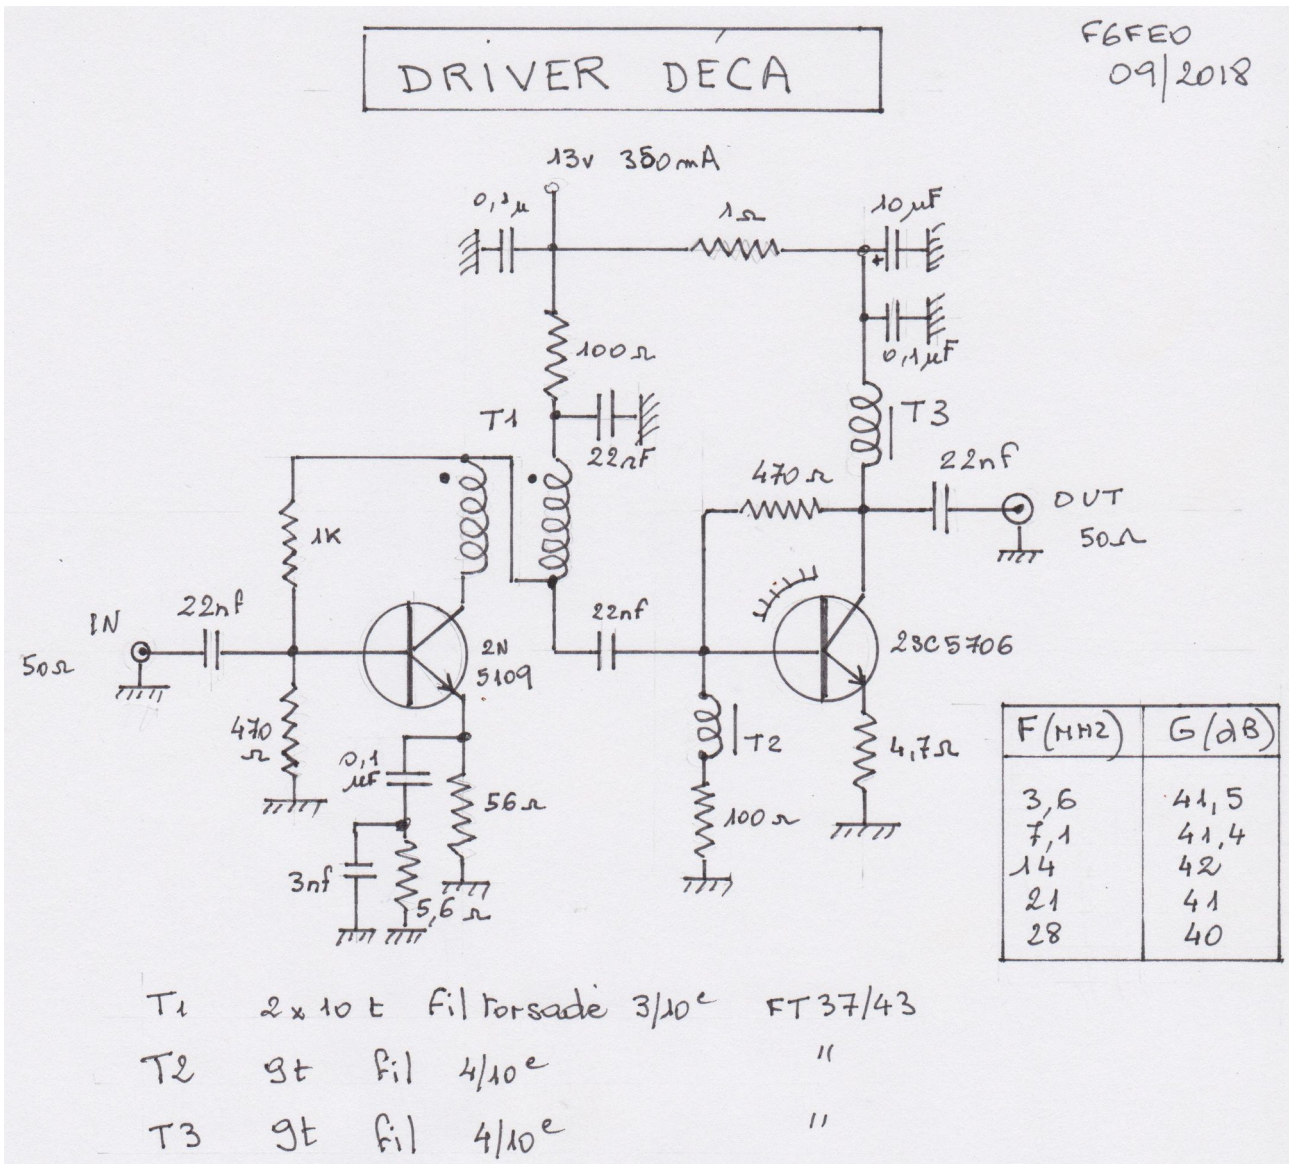 DRIVER DÉCA
F6FEO
09/2018
13v 350mA
0,1µ
1Ω
10µF
+
100Ω
0,1µF
T1
22nF
T3
1K
470Ω
22nf
OUT
50Ω
IN
50Ω
22nf
22nf
2N
5109
2SC5706
470
Ω
0,1
µF
56Ω
T2
4,7Ω
100Ω
3nf
5,6Ω
F(MHz) G(dB)
3,6 41,5
7,1 41,4
14 42
21 41
28 40
T1 2x10t fil torsadé 3/10e FT37/43
T2 9t fil 4/10e "
T3 9t fil 4/10e "